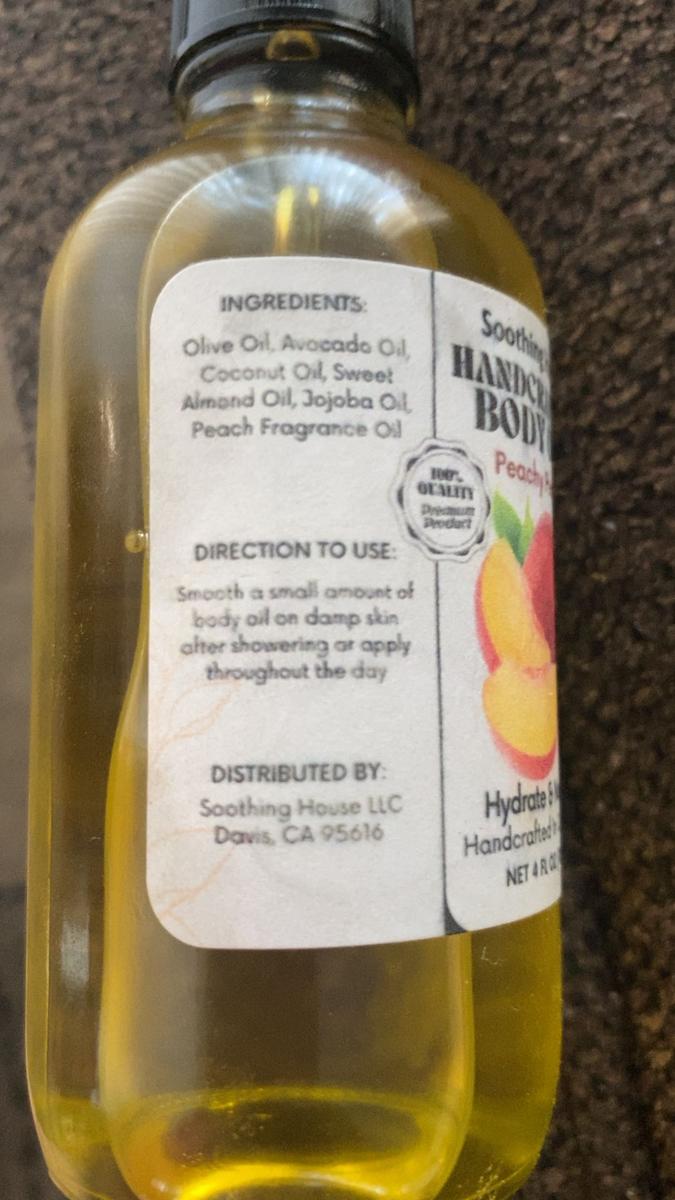 INGREDIENTS:
Olive Oil, Avocado Oil,
Coconut Oil, Sweet
Almond Oil, Jojoba Oil,
Peach Fragrance Oil
DIRECTION TO USE:
Smooth a small amount of
body oil on damp skin
after showering or apply
throughout the day
DISTRIBUTED BY:
Soothing House LLC
Davis, CA 95616
100%
QUALITY
Premium
Product
Soothing
BODY
Peachy
Hydrate &
Handcrafted
NET 4 FL